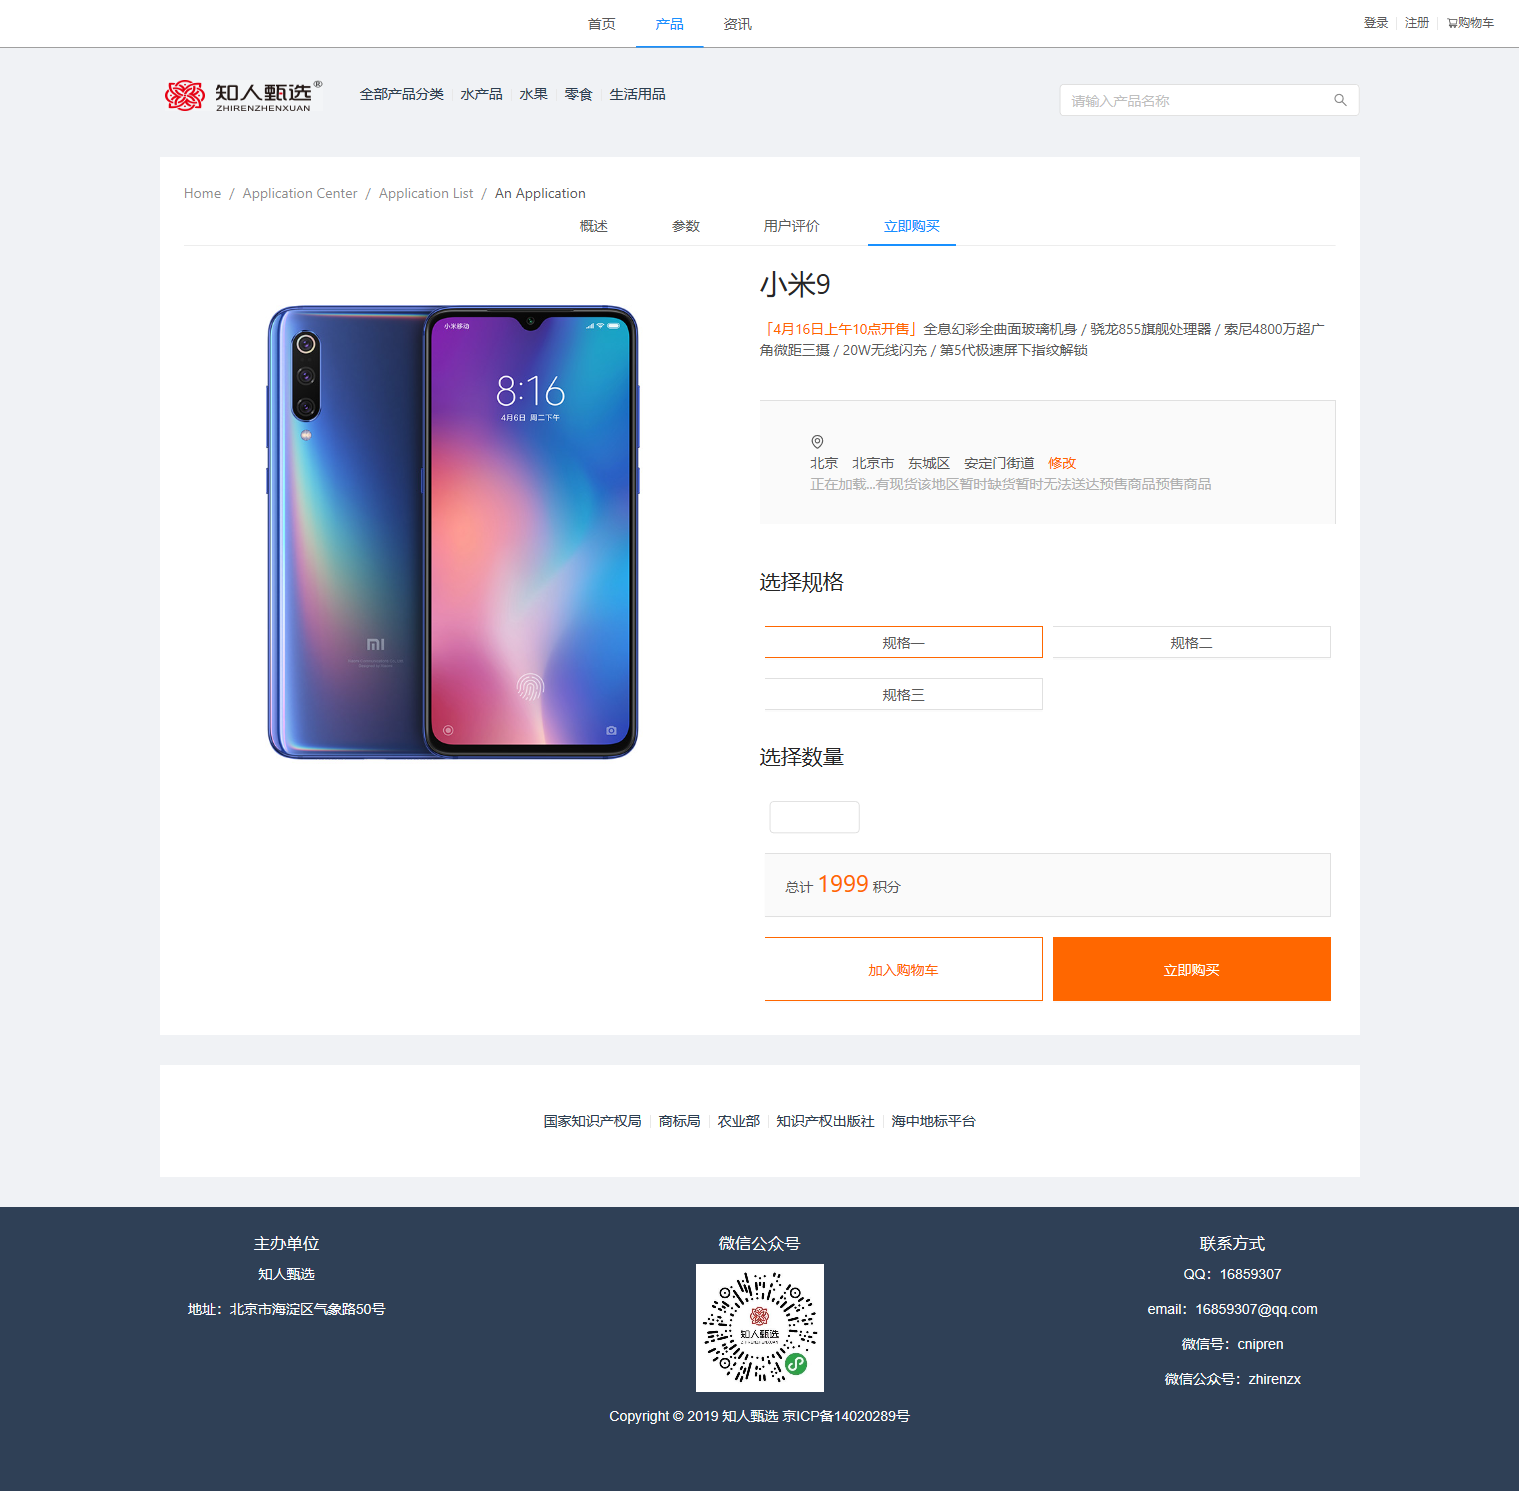 首页 产品 资讯 登录 注册 购物车
知人甄选®
ZHIRENZHENXUAN
全部产品分类 水产品 水果 零食 生活用品
请输入产品名称
Home / Application Center / Application List / An Application
概述 参数 用户评价 立即购买
小米移动
8:16
4月6日 周二下午
小米9
「4月16日上午10点开售」全息幻彩全曲面玻璃机身 / 骁龙855旗舰处理器 / 索尼4800万超广
角微距三摄 / 20W无线闪充 / 第5代极速屏下指纹解锁
北京 北京市 东城区 安定门街道 修改
正在加载...有现货该地区暂时缺货暂时无法送达预售商品预售商品
选择规格
规格一 规格二
规格三
选择数量
总计 1999 积分
加入购物车 立即购买
国家知识产权局 商标局 农业部 知识产权出版社 海中地标平台
主办单位
知人甄选
地址：北京市海淀区气象路50号
微信公众号
知人甄选
ZHIRENZHENXUAN
联系方式
QQ：16859307
email：16859307@qq.com
微信号：cnipren
微信公众号：zhirenzx
Copyright © 2019 知人甄选 京ICP备14020289号